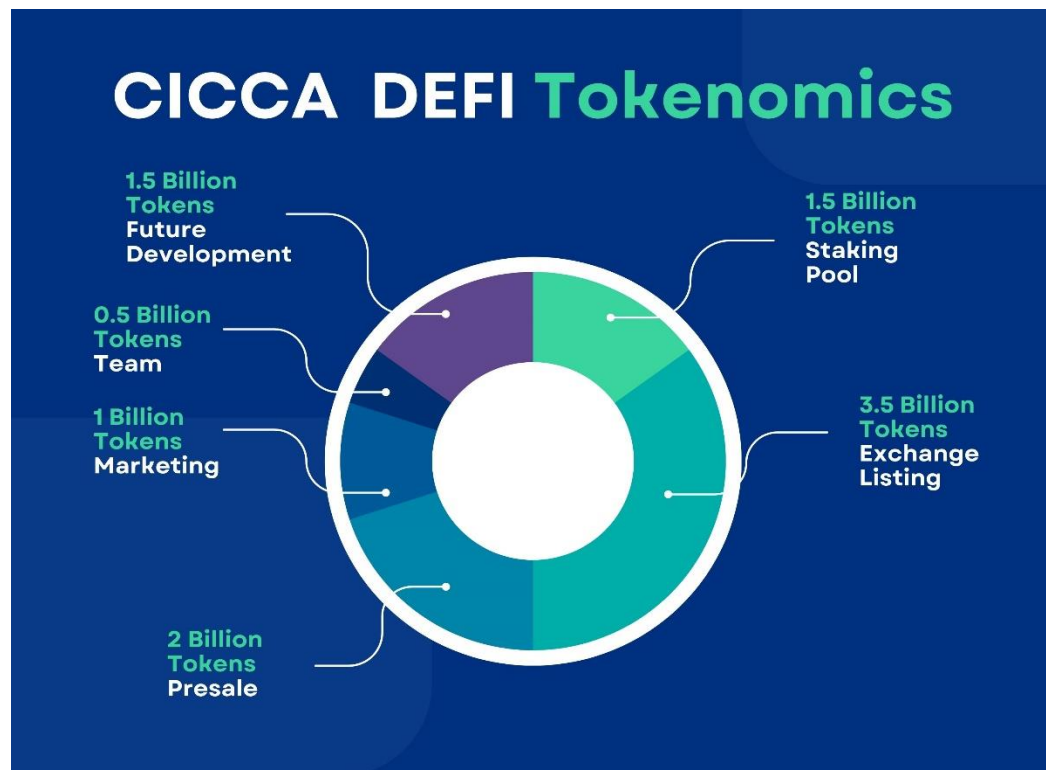 CICCA DEFI Tokenomics
1.5 Billion
Tokens
Future
Development
1.5 Billion
Tokens
Staking
Pool
0.5 Billion
Tokens
Team
1 Billion
Tokens
Marketing
3.5 Billion
Tokens
Exchange
Listing
2 Billion
Tokens
Presale